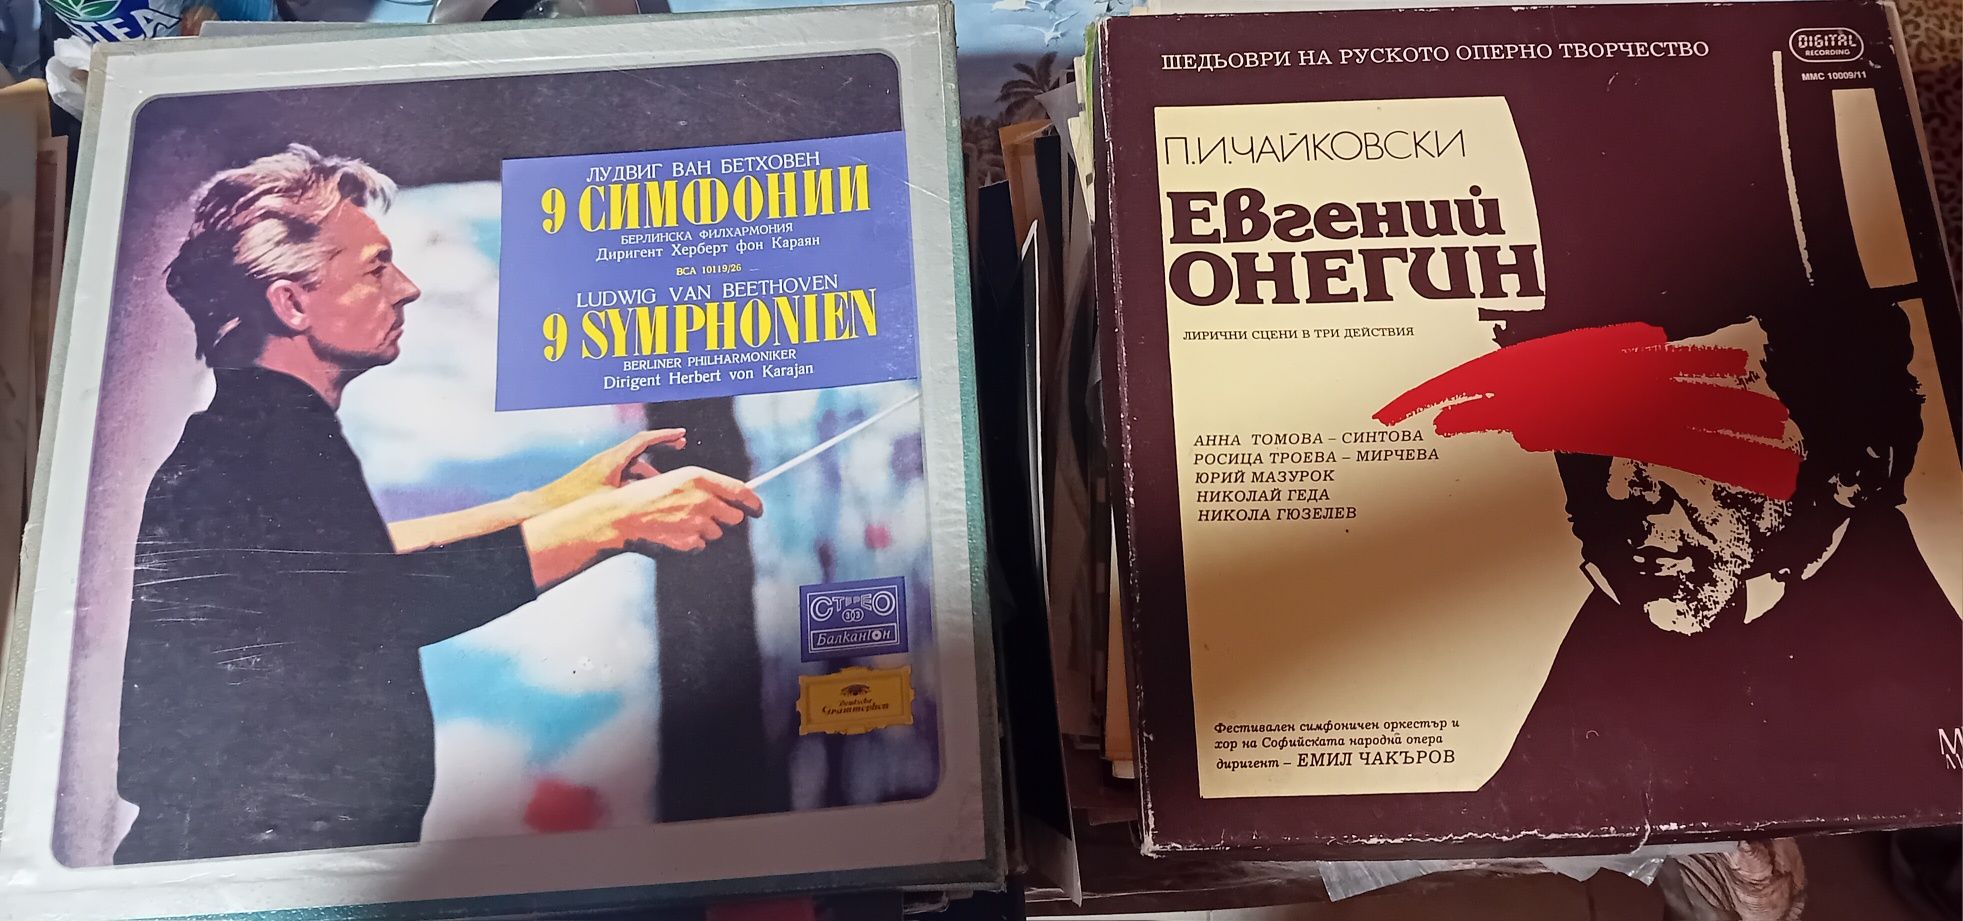 TEA
ЛУДВИГ ВАН БЕТХОВЕН
9 СИМФОНИИ
БЕРЛИНСКА ФИЛХАРМОНИЯ
Диригент Херберт фон Караян
ВСА 10119/26
LUDWIG VAN BEETHOVEN
9 SYMPHONIEN
BERLINER PHILHARMONIKER
Dirigent Herbert von Karajan
СТЕРЕО
33
БалканТон
Deutsche
Grammophon
ШЕДЬОВРИ НА РУСКОТО ОПЕРНО ТВОРЧЕСТВО
DIGITAL
RECORDING
ММС 10009/11
П.И.ЧАЙКОВСКИ
ЕВгений
ОНЕГИН
ЛИРИЧНИ СЦЕНИ В ТРИ ДЕЙСТВИЯ
АННА ТОМОВА – СИНТОВА
РОСИЦА ТРОЕВА – МИРЧЕВА
ЮРИЙ МАЗУРОК
НИКОЛАЙ ГЕДА
НИКОЛА ГЮЗЕЛЕВ
Фестивален симфоничен оркестър и
хор на Софийската народна опера
диригент – ЕМИЛ ЧАКЪРОВ